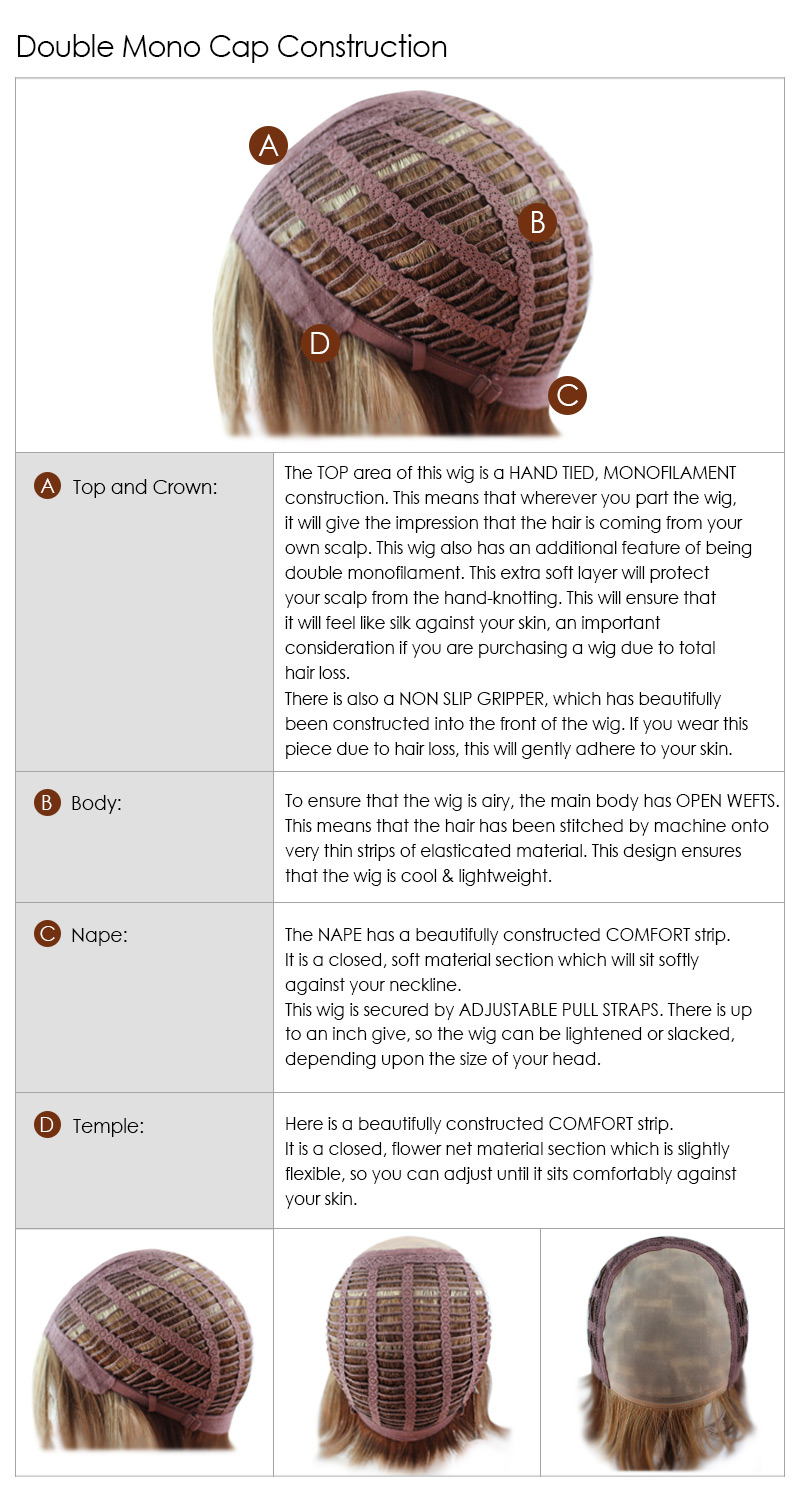 Double Mono Cap Construction
A
B
D
C
A Top and Crown:
The TOP area of this wig is a HAND TIED, MONOFILAMENT
construction. This means that wherever you part the wig,
it will give the impression that the hair is coming from your
own scalp. This wig also has an additional feature of being
double monofilament. This extra soft layer will protect
your scalp from the hand-knotting. This will ensure that
it will feel like silk against your skin, an important
consideration if you are purchasing a wig due to total
hair loss.
There is also a NON SLIP GRIPPER, which has beautifully
been constructed into the front of the wig. If you wear this
piece due to hair loss, this will gently adhere to your skin.
B Body:
To ensure that the wig is airy, the main body has OPEN WEFTS.
This means that the hair has been stitched by machine onto
very thin strips of elasticated material. This design ensures
that the wig is cool & lightweight.
C Nape:
The NAPE has a beautifully constructed COMFORT strip.
It is a closed, soft material section which will sit softly
against your neckline.
This wig is secured by ADJUSTABLE PULL STRAPS. There is up
to an inch give, so the wig can be lightened or slacked,
depending upon the size of your head.
D Temple:
Here is a beautifully constructed COMFORT strip.
It is a closed, flower net material section which is slightly
flexible, so you can adjust until it sits comfortably against
your skin.